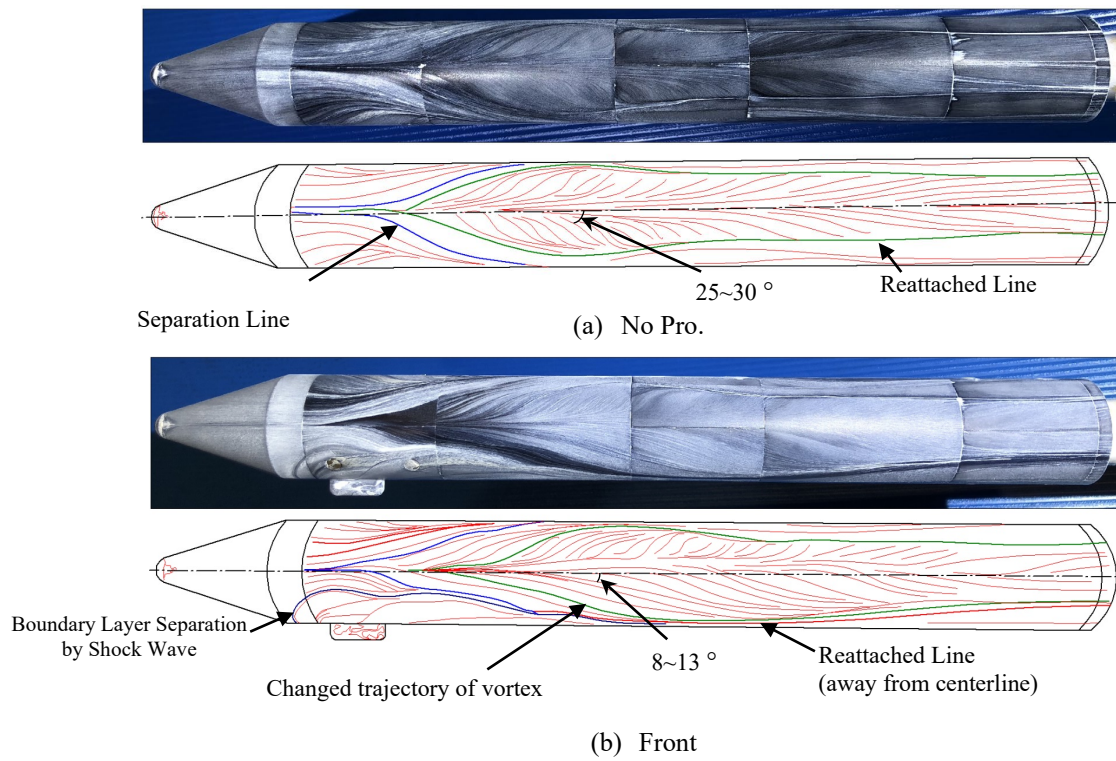 25~30 °
Reattached Line
Separation Line
(a) No Pro.
Boundary Layer Separation
by Shock Wave
8~13 °
Changed trajectory of vortex
Reattached Line
(away from centerline)
(b) Front